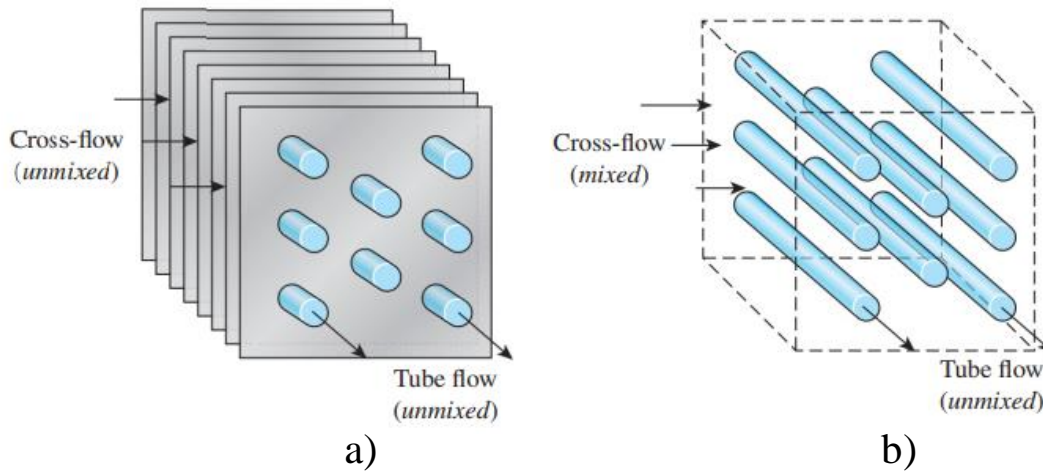 Cross-flow
(unmixed)
Tube flow
(unmixed)
a)
Cross-flow
(mixed)
Tube flow
(unmixed)
b)